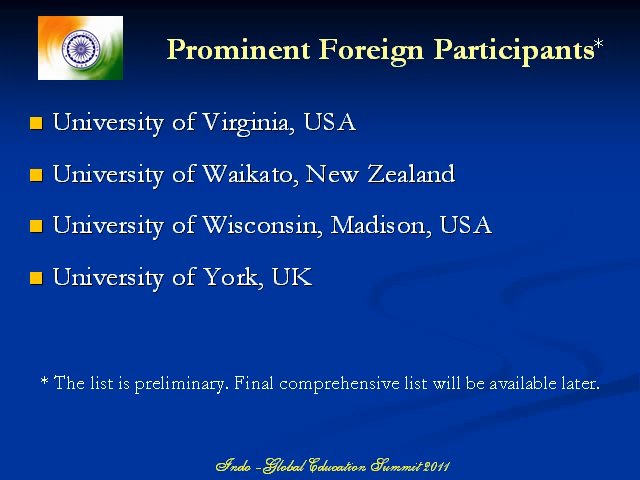 Prominent Foreign Participants*
University of Virginia, USA
University of Waikato, New Zealand
University of Wisconsin, Madison, USA
University of York, UK
* The list is preliminary. Final comprehensive list will be available later.
Indo -Global Education Summit 2011